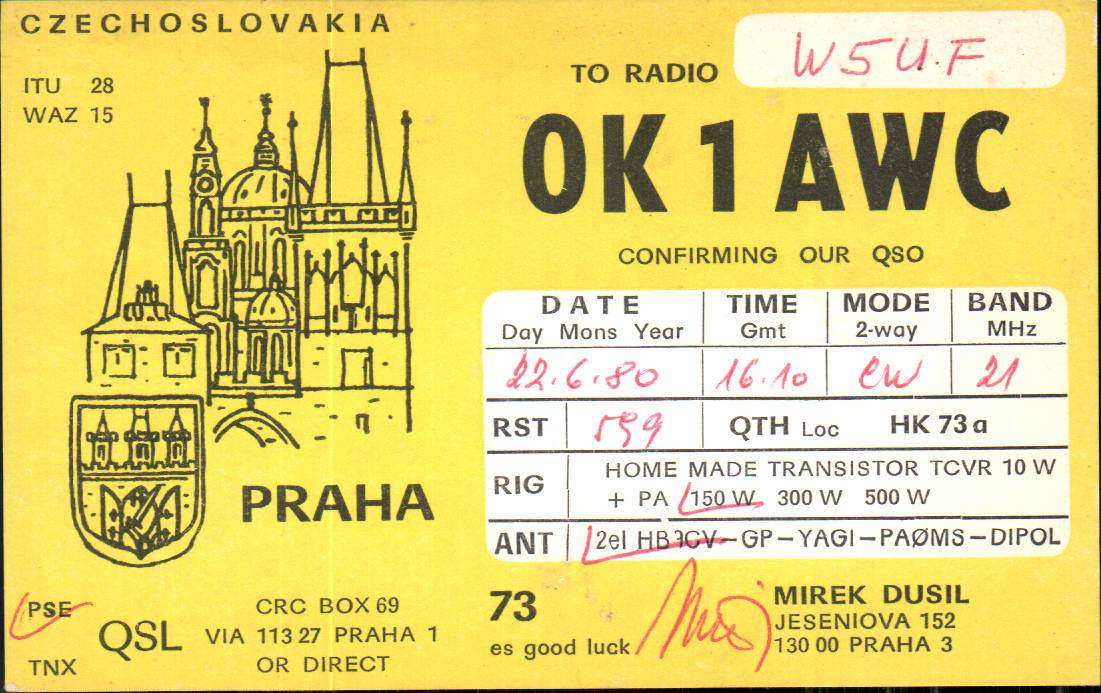 CZECHOSLOVAKIA
ITU 28
WAZ 15
TO RADIO W5UF
OK1AWC
CONFIRMING OUR QSO
DATE TIME MODE BAND
Day Mons Year Gmt 2-way MHz
22.6.80 16.10 CW 21
RST 599 QTH Loc HK 73 a
RIG HOME MADE TRANSISTOR TCVR 10 W
+ PA 150 W 300 W 500 W
ANT 2el HB9CV-GP-YAGI-PAØMS-DIPOL
PRAHA
PSE
QSL
TNX
CRC BOX 69
VIA 113 27 PRAHA 1
OR DIRECT
73
es good luck
MIREK DUSIL
JESENIOVA 152
130 00 PRAHA 3